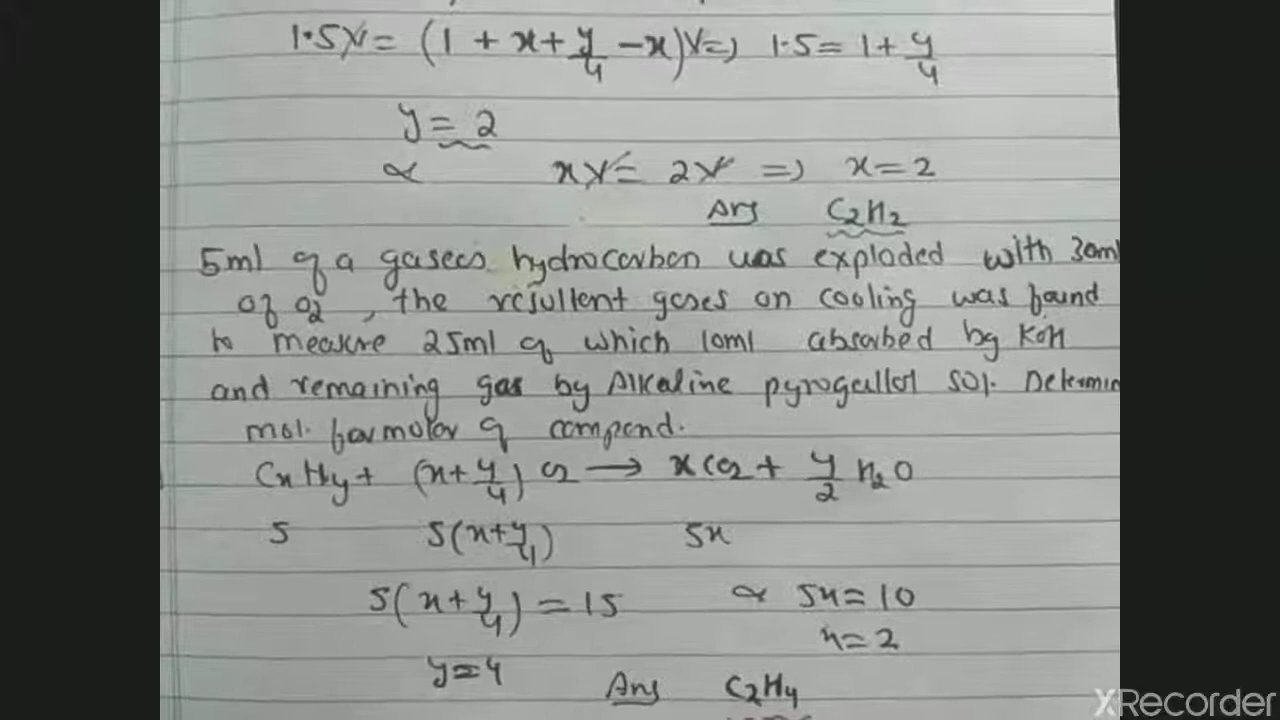 1.5V = (1 + x + y/4 - x)V => 1.5 = 1 + y/4
y = 2
& xV = 2V => x = 2
Ans C2H2
5ml of a gasees hydrocarbon was exploded with 30ml
of O2, the resultent gases on cooling was found
to measure 25ml of which 10ml absorbed by KOH
and remaining gas by Alkaline pyrogallol sol. Determin
mol. formolar of compend.
CxHy + (x+y/4) O2 → xCO2 + y/2 H2O
5 5(x+y/4) 5x
5(x+y/4) = 15 & 5x = 10
x = 2
y = 4
Ans C2H4
XRecorder